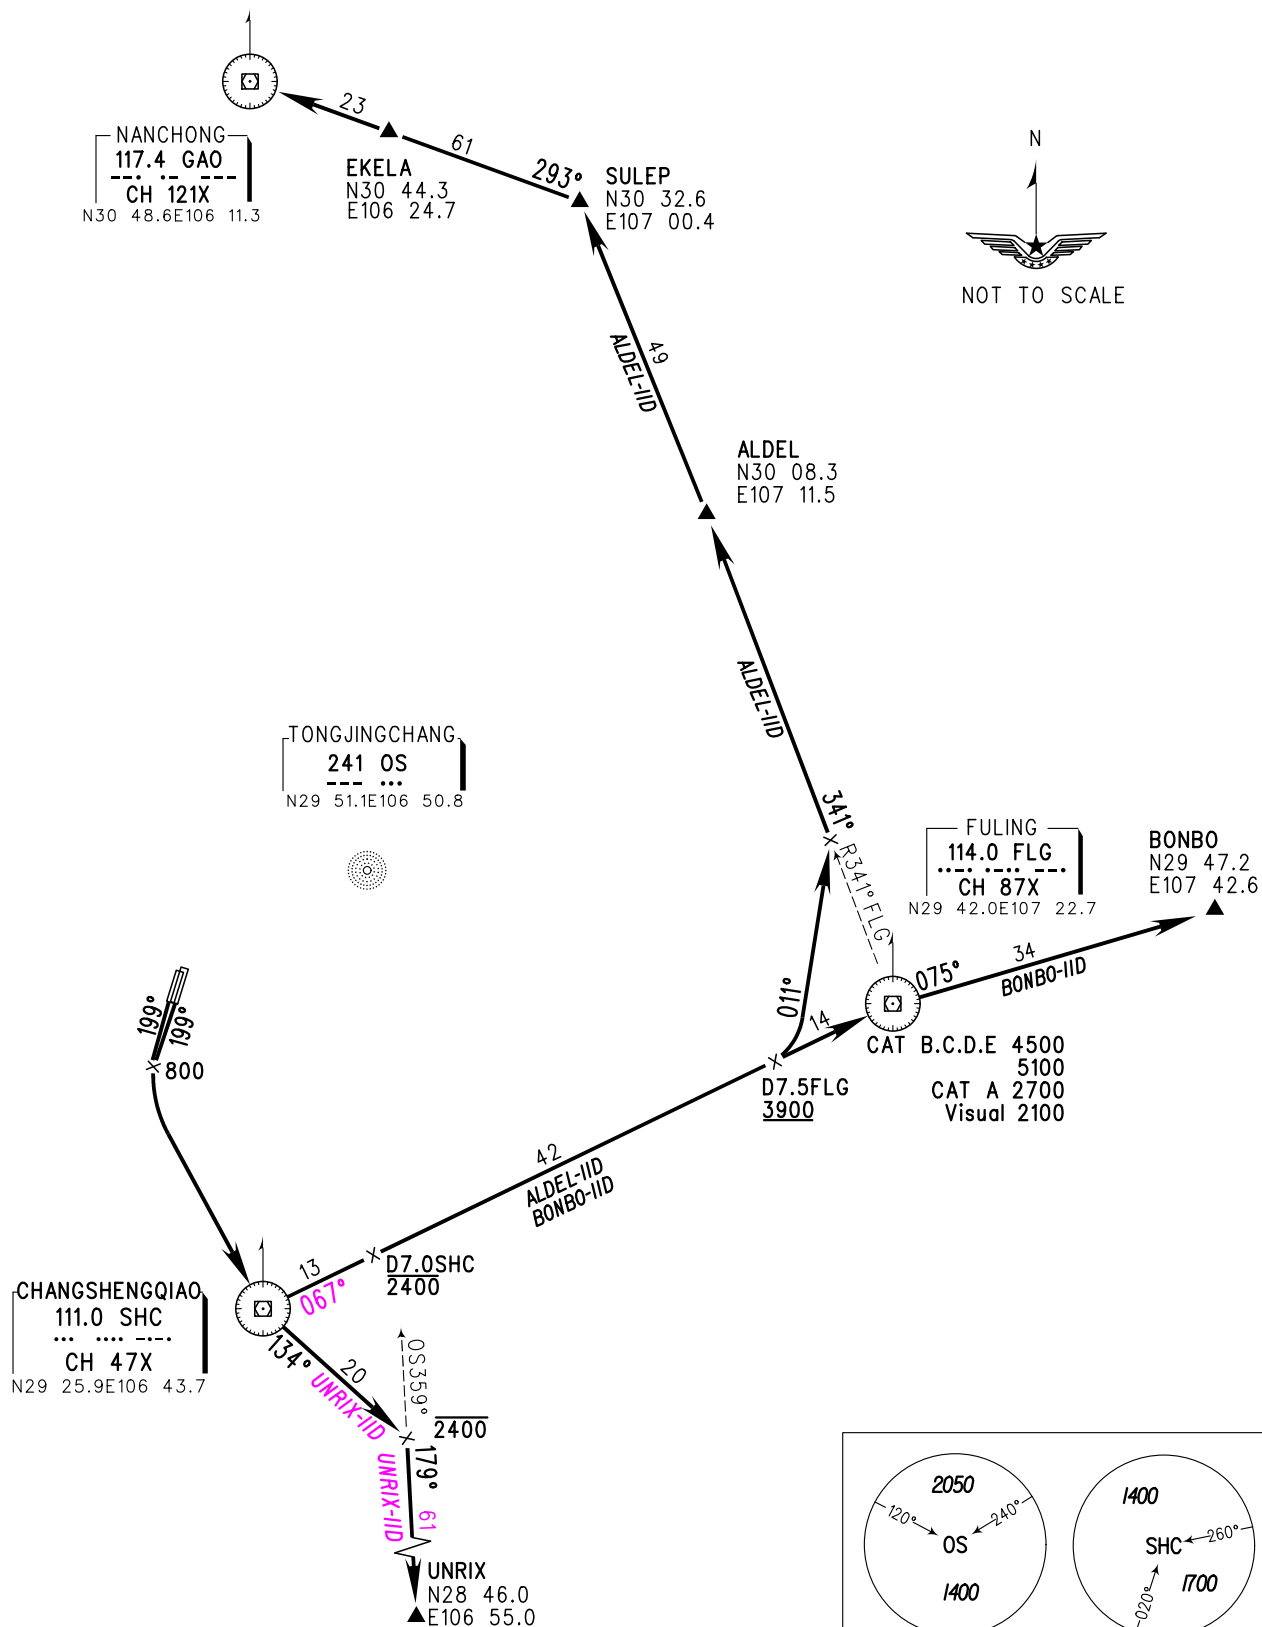 NANCHONG
117.4 GAO
CH 121X
N30 48.6E106 11.3
23
61
EKELA
N30 44.3
E106 24.7
293°
SULEP
N30 32.6
E107 00.4
N
NOT TO SCALE
49
ALDEL-IID
ALDEL
N30 08.3
E107 11.5
ALDEL-IID
TONGJINGCHANG
241 OS
N29 51.1E106 50.8
341°
R341°FLG
FULING
114.0 FLG
CH 87X
N29 42.0E107 22.7
BONBO
N29 47.2
E107 42.6
34
BONBO-IID
075°
011°
14
CAT B.C.D.E 4500
5100
CAT A 2700
Visual 2100
D7.5FLG
3900
199°
199°
800
42
ALDEL-IID
BONBO-IID
13
067°
D7.0SHC
2400
CHANGSHENGQIAO
111.0 SHC
CH 47X
N29 25.9E106 43.7
134°
20
UNRIX-IID
OS359°
2400
179°
UNRIX-IID
61
UNRIX
N28 46.0
E106 55.0
2050
120°
240°
OS
1400
1400
SHC
260°
1700
020°